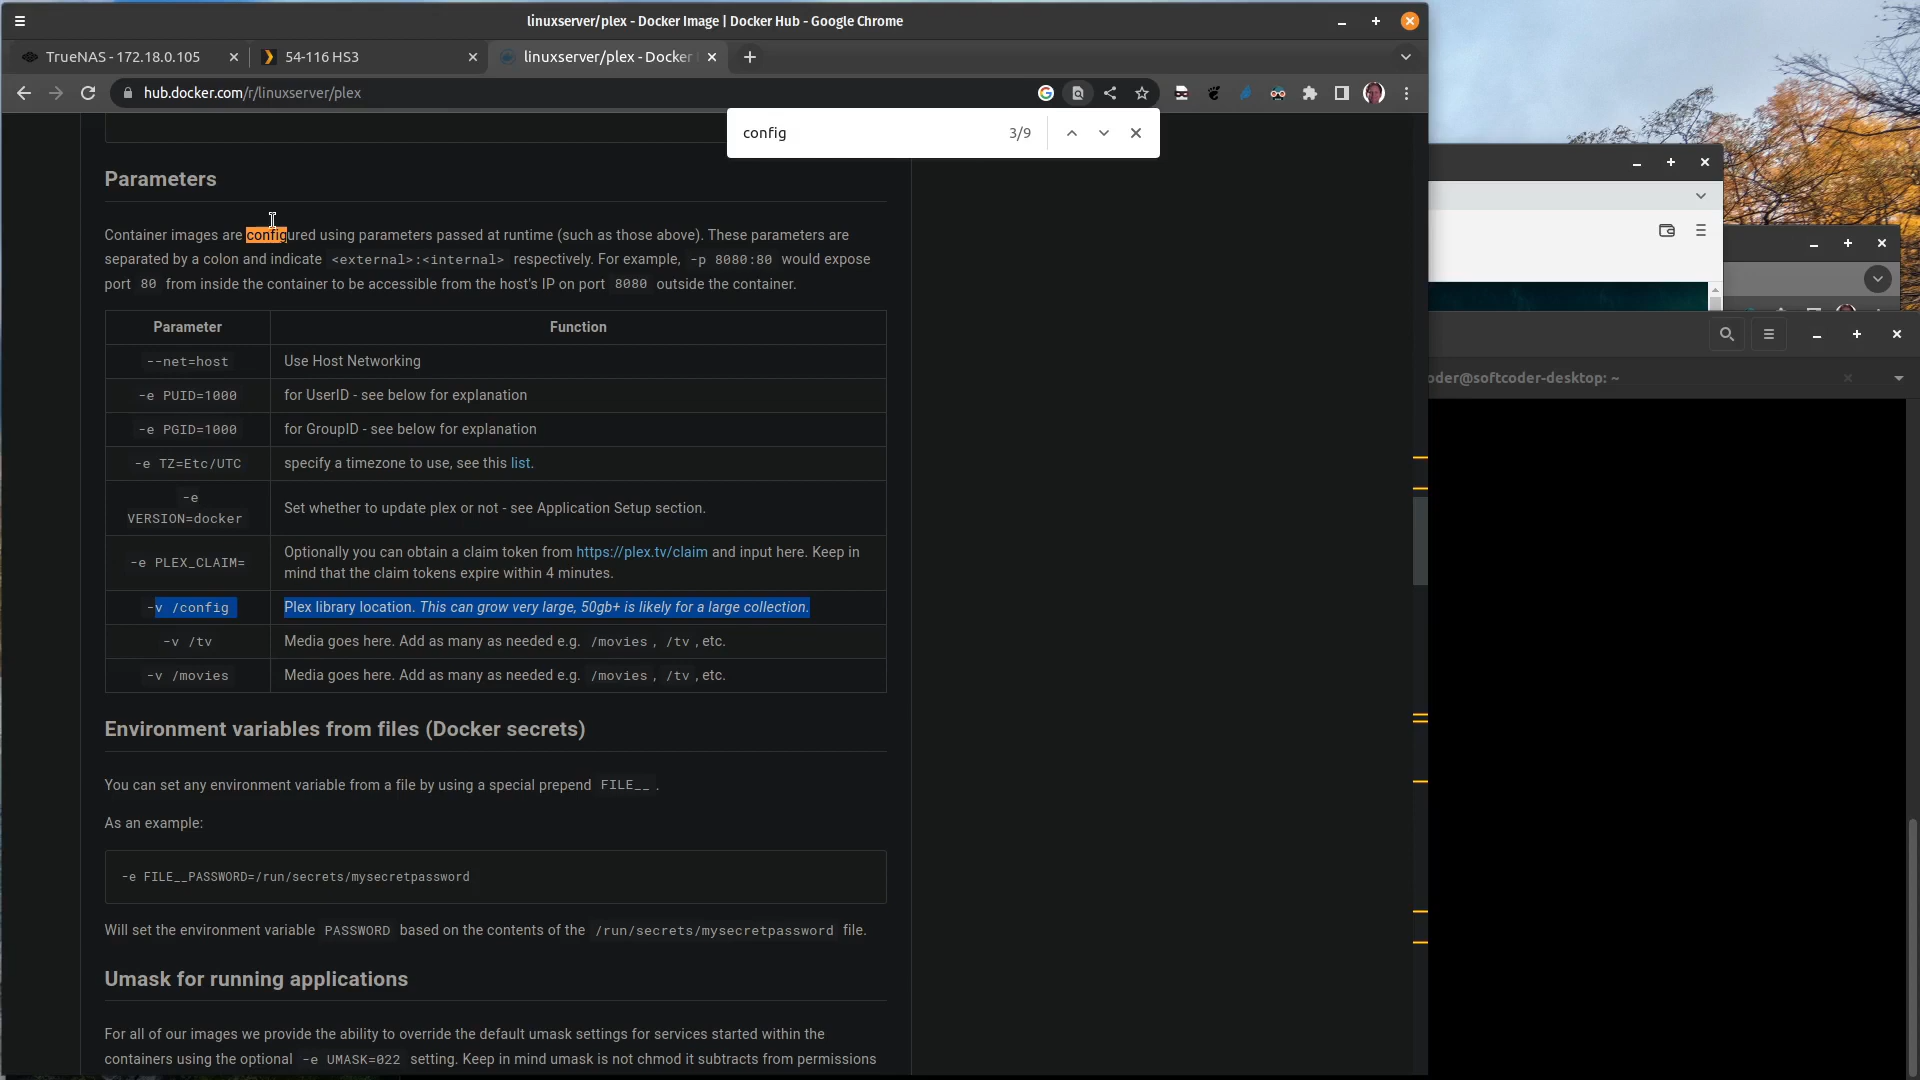 linuxserver/plex - Docker Image | Docker Hub - Google Chrome
TrueNAS - 172.18.0.105
54-116 HS3
linuxserver/plex - Docker
hub.docker.com/r/linuxserver/plex
config 3/9
Parameters
Container images are configured using parameters passed at runtime (such as those above). These parameters are
separated by a colon and indicate <external>:<internal> respectively. For example, -p 8080:80 would expose
port 80 from inside the container to be accessible from the host's IP on port 8080 outside the container.
Parameter Function
--net=host Use Host Networking
-e PUID=1000 for UserID - see below for explanation
-e PGID=1000 for GroupID - see below for explanation
-e TZ=Etc/UTC specify a timezone to use, see this list.
-e
VERSION=docker
Set whether to update plex or not - see Application Setup section.
-e PLEX_CLAIM=
Optionally you can obtain a claim token from https://plex.tv/claim and input here. Keep in
mind that the claim tokens expire within 4 minutes.
-v /config Plex library location. This can grow very large, 50gb+ is likely for a large collection.
-v /tv Media goes here. Add as many as needed e.g. /movies, /tv, etc.
-v /movies Media goes here. Add as many as needed e.g. /movies, /tv, etc.
Environment variables from files (Docker secrets)
You can set any environment variable from a file by using a special prepend FILE__.
As an example:
-e FILE__PASSWORD=/run/secrets/mysecretpassword
Will set the environment variable PASSWORD based on the contents of the /run/secrets/mysecretpassword file.
Umask for running applications
For all of our images we provide the ability to override the default umask settings for services started within the
containers using the optional -e UMASK=022 setting. Keep in mind umask is not chmod it subtracts from permissions
oder@softcoder-desktop: ~